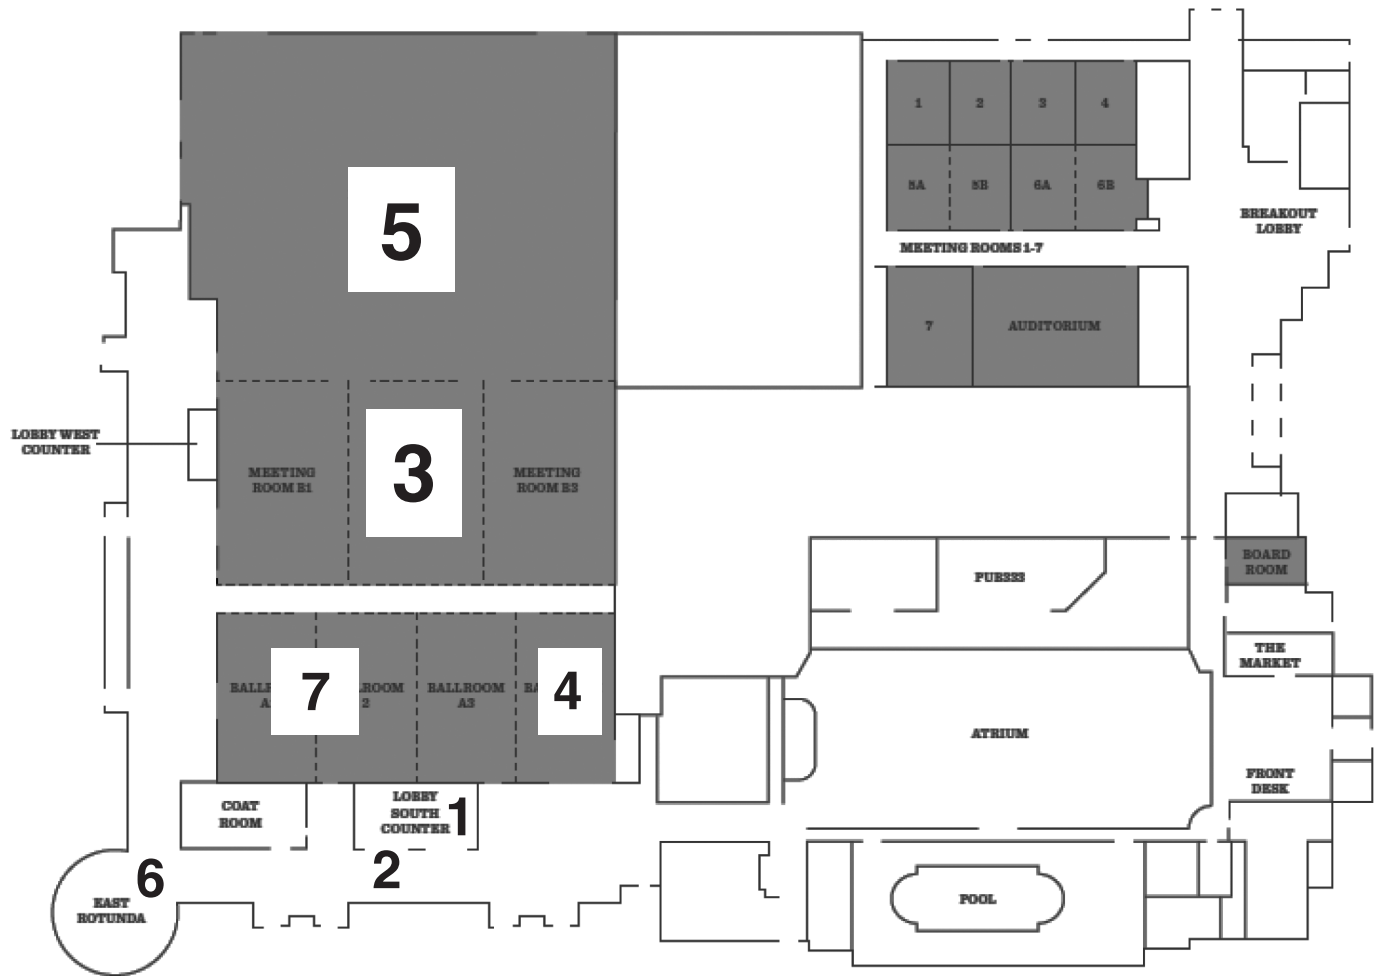 1 2 3 4
5
5A 5B 6A 6B
BREAKOUT
LOBBY
MEETING ROOMS 1-7
7 AUDITORIUM
LOBBY WEST
COUNTER
MEETING
ROOM B1
3
MEETING
ROOM B3
BOARD
ROOM
PUB333
THE
MARKET
7
4
BALLROOM
A3
2
ATRIUM
FRONT
DESK
COAT
ROOM
LOBBY
SOUTH
COUNTER
1
2
6
EAST
ROTUNDA
POOL